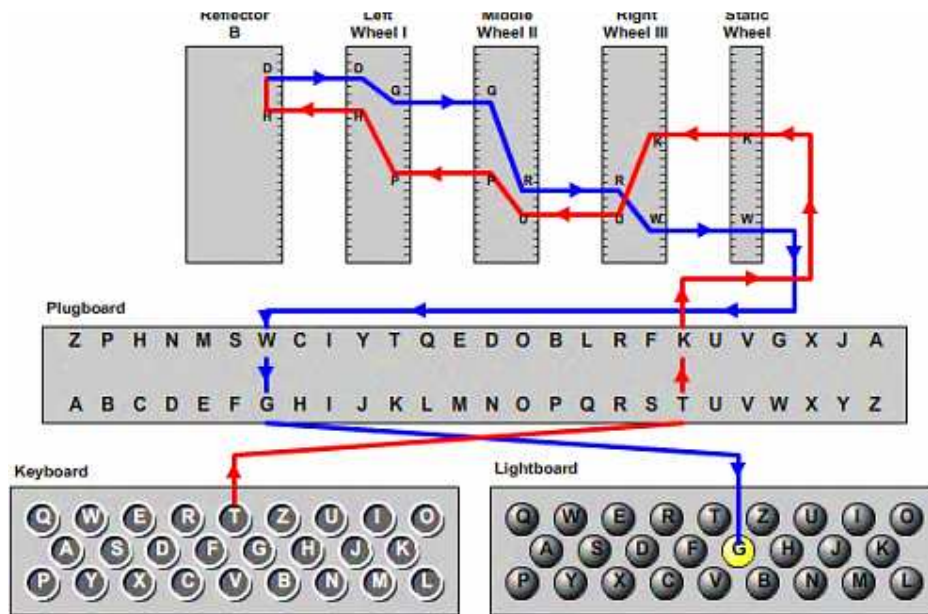 Reflector Left Middle Right Static
B Wheel I Wheel II Wheel III Wheel
D D
G G
H H
K K
P P R R
W W
Plugboard
Z P H N M S W C I Y T Q E D O B L R F K U V G X J A
A B C D E F G H I J K L M N O P Q R S T U V W X Y Z
Keyboard
Q W E R T Z U I O
A S D F G H J K
P Y X C V B N M L
Lightboard
Q W E R T Z U I O
A S D F G H J K
P Y X C V B N M L